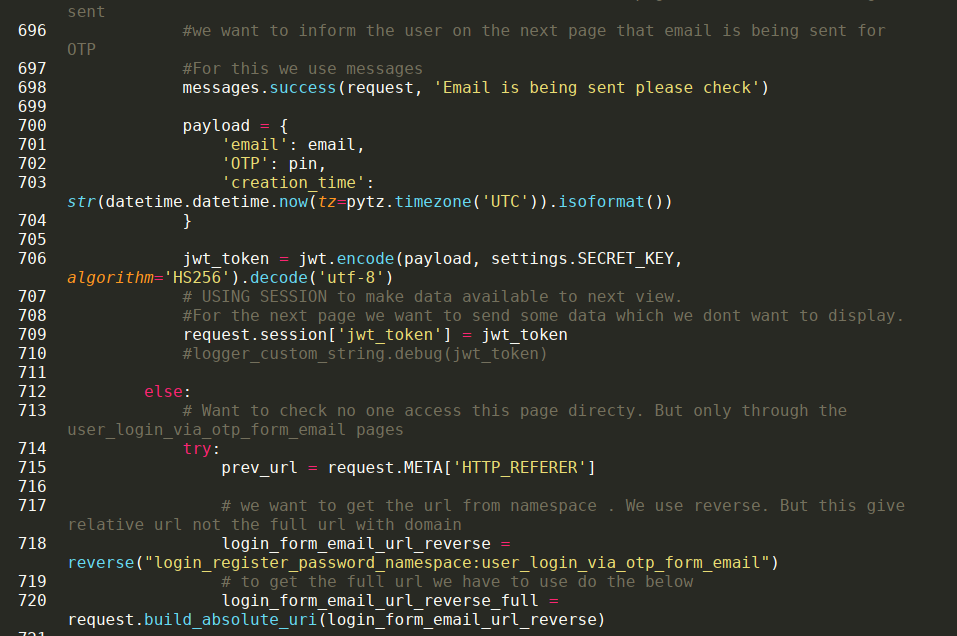 sent
696 #we want to inform the user on the next page that email is being sent for
OTP
697 #For this we use messages
698 messages.success(request, 'Email is being sent please check')
699
700 payload = {
701 'email': email,
702 'OTP': pin,
703 'creation_time':
str(datetime.datetime.now(tz=pytz.timezone('UTC')).isoformat())
704 }
705
706 jwt_token = jwt.encode(payload, settings.SECRET_KEY,
algorithm='HS256').decode('utf-8')
707 # USING SESSION to make data available to next view.
708 #For the next page we want to send some data which we dont want to display.
709 request.session['jwt_token'] = jwt_token
710 #logger_custom_string.debug(jwt_token)
711
712 else:
713 # Want to check no one access this page directy. But only through the
user_login_via_otp_form_email pages
714 try:
715 prev_url = request.META['HTTP_REFERER']
716
717 # we want to get the url from namespace . We use reverse. But this give
relative url not the full url with domain
718 login_form_email_url_reverse =
reverse("login_register_password_namespace:user_login_via_otp_form_email")
719 # to get the full url we have to use do the below
720 login_form_email_url_reverse_full =
request.build_absolute_uri(login_form_email_url_reverse)